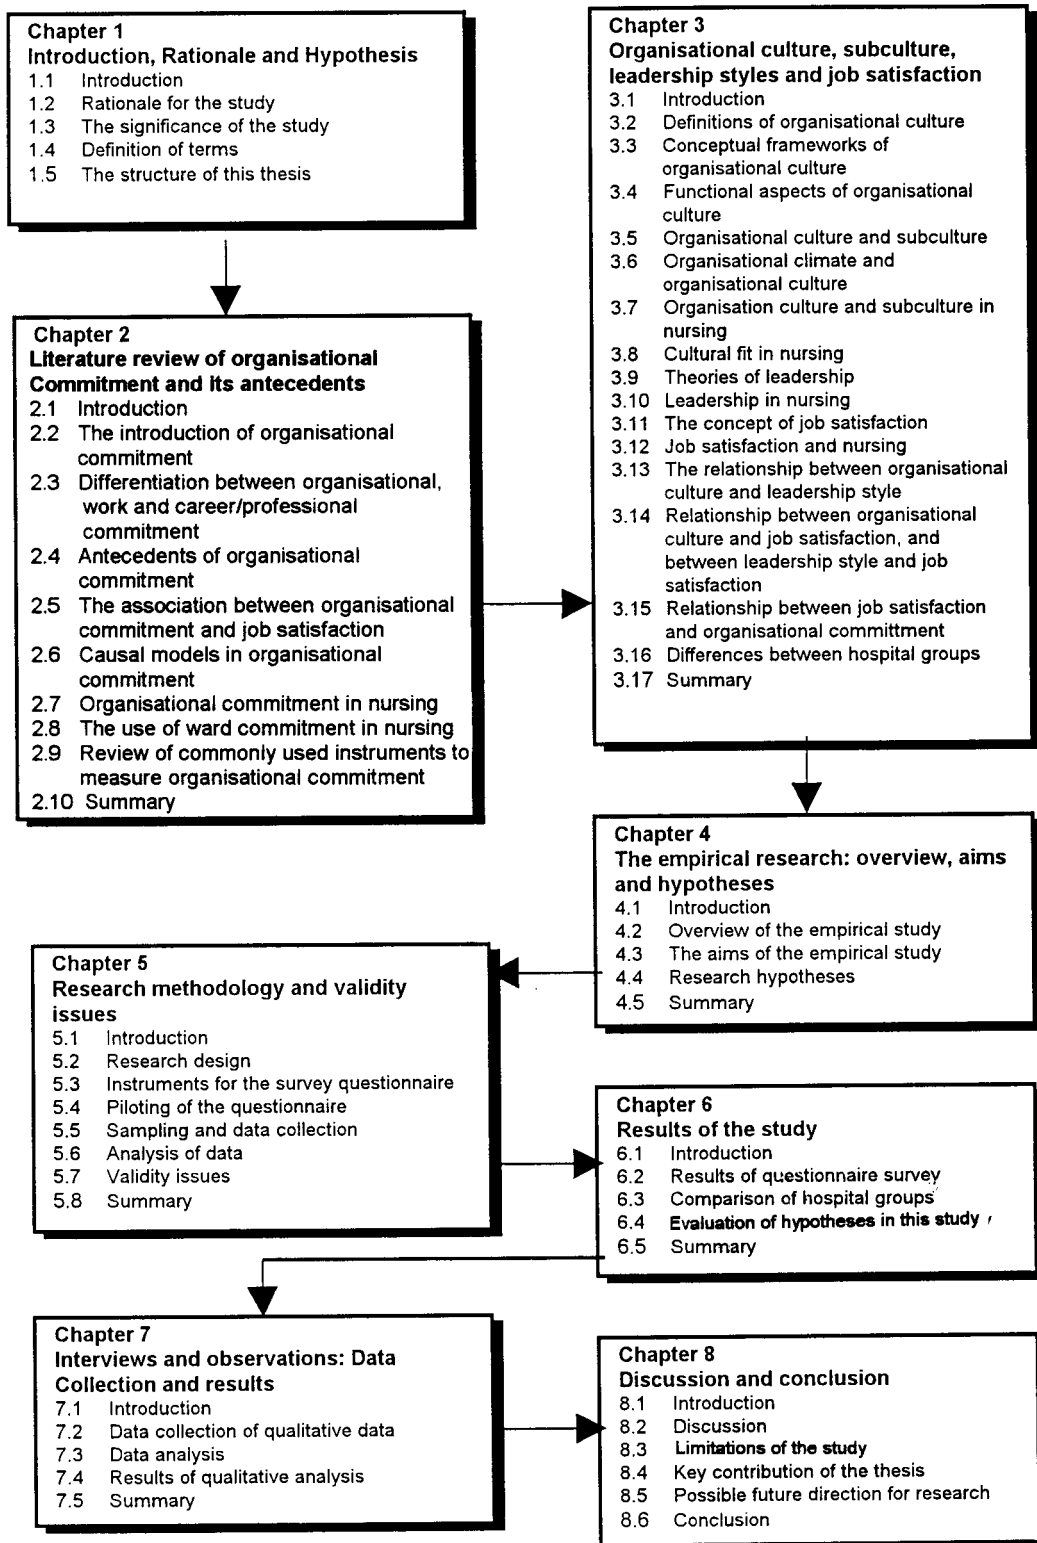 Chapter 1
Introduction, Rationale and Hypothesis
1.1 Introduction
1.2 Rationale for the study
1.3 The significance of the study
1.4 Definition of terms
1.5 The structure of this thesis
Chapter 2
Literature review of organisational
Commitment and its antecedents
2.1 Introduction
2.2 The introduction of organisational
commitment
2.3 Differentiation between organisational,
work and career/professional
commitment
2.4 Antecedents of organisational
commitment
2.5 The association between organisational
commitment and job satisfaction
2.6 Causal models in organisational
commitment
2.7 Organisational commitment in nursing
2.8 The use of ward commitment in nursing
2.9 Review of commonly used instruments to
measure organisational commitment
2.10 Summary
Chapter 3
Organisational culture, subculture,
leadership styles and job satisfaction
3.1 Introduction
3.2 Definitions of organisational culture
3.3 Conceptual frameworks of
organisational culture
3.4 Functional aspects of organisational
culture
3.5 Organisational culture and subculture
3.6 Organisational climate and
organisational culture
3.7 Organisation culture and subculture in
nursing
3.8 Cultural fit in nursing
3.9 Theories of leadership
3.10 Leadership in nursing
3.11 The concept of job satisfaction
3.12 Job satisfaction and nursing
3.13 The relationship between organisational
culture and leadership style
3.14 Relationship between organisational
culture and job satisfaction, and
between leadership style and job
satisfaction
3.15 Relationship between job satisfaction
and organisational committment
3.16 Differences between hospital groups
3.17 Summary
Chapter 4
The empirical research: overview, aims
and hypotheses
4.1 Introduction
4.2 Overview of the empirical study
4.3 The aims of the empirical study
4.4 Research hypotheses
4.5 Summary
Chapter 5
Research methodology and validity
issues
5.1 Introduction
5.2 Research design
5.3 Instruments for the survey questionnaire
5.4 Piloting of the questionnaire
5.5 Sampling and data collection
5.6 Analysis of data
5.7 Validity issues
5.8 Summary
Chapter 6
Results of the study
6.1 Introduction
6.2 Results of questionnaire survey
6.3 Comparison of hospital groups
6.4 Evaluation of hypotheses in this study
6.5 Summary
Chapter 7
Interviews and observations: Data
Collection and results
7.1 Introduction
7.2 Data collection of qualitative data
7.3 Data analysis
7.4 Results of qualitative analysis
7.5 Summary
Chapter 8
Discussion and conclusion
8.1 Introduction
8.2 Discussion
8.3 Limitations of the study
8.4 Key contribution of the thesis
8.5 Possible future direction for research
8.6 Conclusion